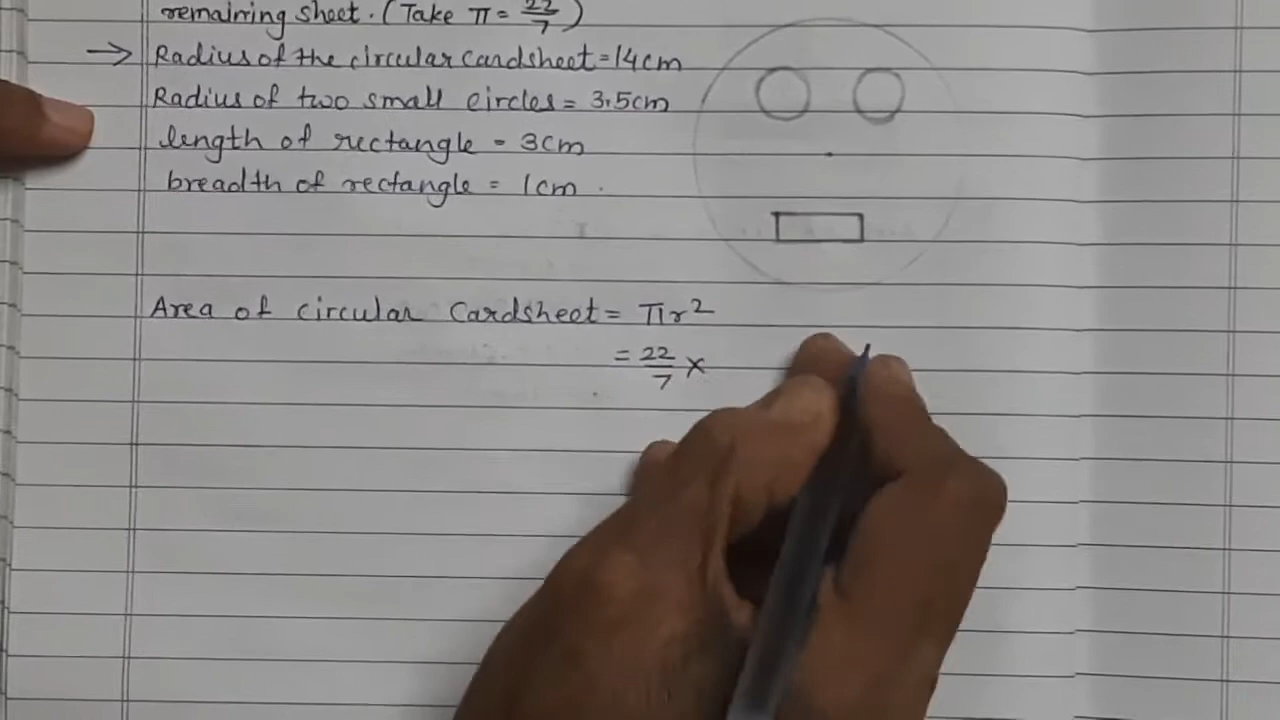 remaining sheet. (Take π = 22/7)
→ Radius of the circular cardsheet = 14cm
Radius of two small circles = 3.5cm
length of rectangle = 3cm
breadth of rectangle = 1cm.
Area of circular Cardsheet = πr²
= 22/7 ×